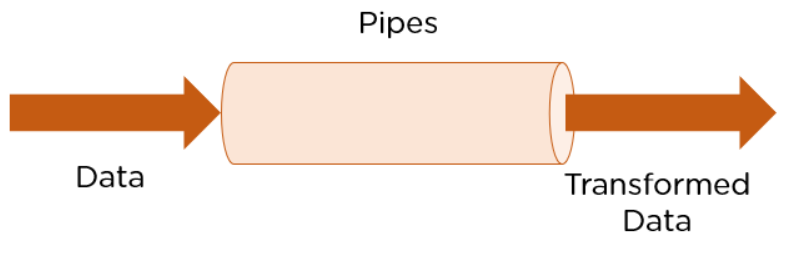 Pipes
Data
Transformed
Data